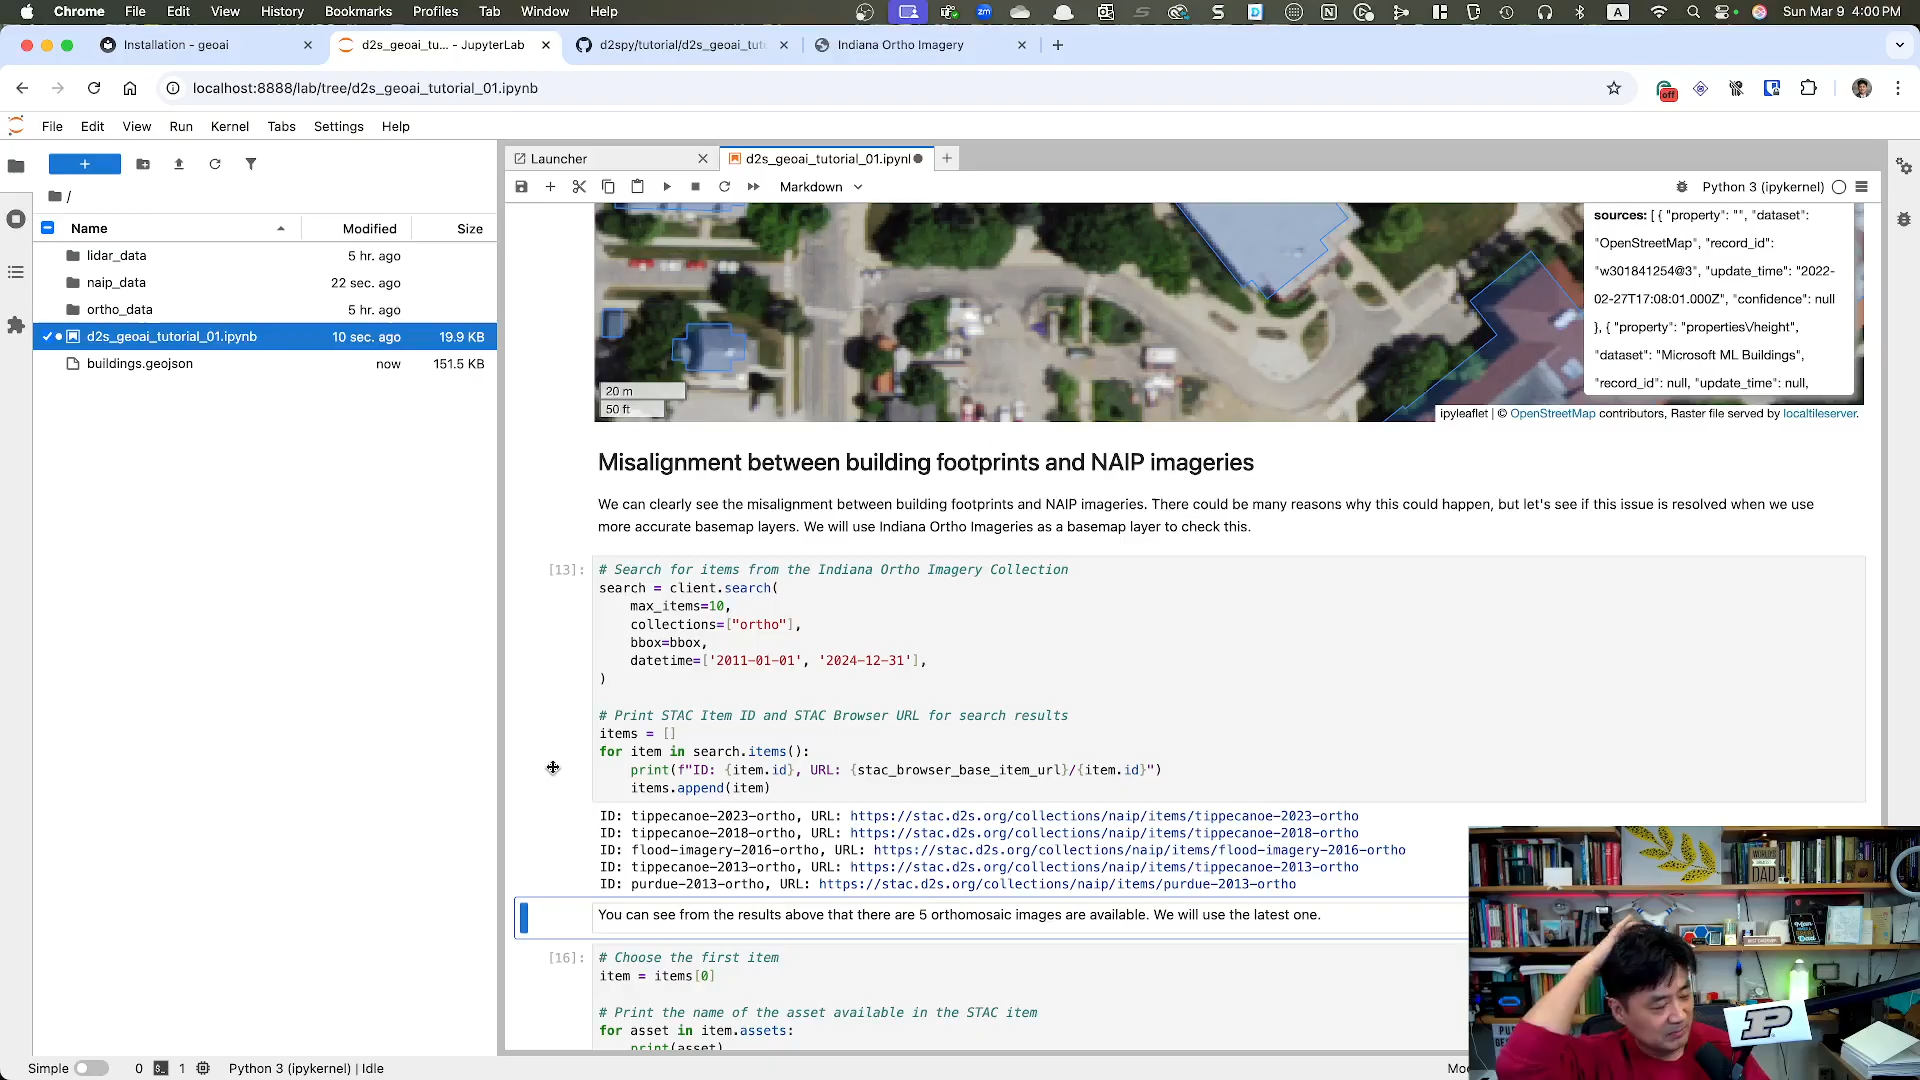 Chrome File Edit View History Bookmarks Profiles Tab Window Help
Sun Mar 9 4:00 PM
Installation - geoai
d2s_geoai_tu... - JupyterLab
d2spy/tutorial/d2s_geoai_tut
Indiana Ortho Imagery
localhost:8888/lab/tree/d2s_geoai_tutorial_01.ipynb
off
File Edit View Run Kernel Tabs Settings Help
Launcher
d2s_geoai_tutorial_01.ipynl
Markdown
Python 3 (ipykernel)
/
Name Modified Size
lidar_data 5 hr. ago
naip_data 22 sec. ago
ortho_data 5 hr. ago
d2s_geoai_tutorial_01.ipynb 10 sec. ago 19.9 KB
buildings.geojson now 151.5 KB
sources: [ { "property": "", "dataset":
"OpenStreetMap", "record_id":
"w301841254@3", "update_time": "2022-
02-27T17:08:01.000Z", "confidence": null
}, { "property": "properties\/height",
"dataset": "Microsoft ML Buildings",
"record_id": null, "update_time": null,
20 m
50 ft
ipyleaflet | © OpenStreetMap contributors, Raster file served by localtileserver.
Misalignment between building footprints and NAIP imageries
We can clearly see the misalignment between building footprints and NAIP imageries. There could be many reasons why this could happen, but let's see if this issue is resolved when we use
more accurate basemap layers. We will use Indiana Ortho Imageries as a basemap layer to check this.
[13]:
# Search for items from the Indiana Ortho Imagery Collection
search = client.search(
max_items=10,
collections=["ortho"],
bbox=bbox,
datetime=['2011-01-01', '2024-12-31'],
)
# Print STAC Item ID and STAC Browser URL for search results
items = []
for item in search.items():
print(f"ID: {item.id}, URL: {stac_browser_base_item_url}/{item.id}")
items.append(item)
ID: tippecanoe-2023-ortho, URL: https://stac.d2s.org/collections/naip/items/tippecanoe-2023-ortho
ID: tippecanoe-2018-ortho, URL: https://stac.d2s.org/collections/naip/items/tippecanoe-2018-ortho
ID: flood-imagery-2016-ortho, URL: https://stac.d2s.org/collections/naip/items/flood-imagery-2016-ortho
ID: tippecanoe-2013-ortho, URL: https://stac.d2s.org/collections/naip/items/tippecanoe-2013-ortho
ID: purdue-2013-ortho, URL: https://stac.d2s.org/collections/naip/items/purdue-2013-ortho
You can see from the results above that there are 5 orthomosaic images are available. We will use the latest one.
[16]:
# Choose the first item
item = items[0]
# Print the name of the asset available in the STAC item
for asset in item.assets:
print(asset)
WORLD'S
DAD
P
Simple 0 1 Python 3 (ipykernel) | Idle